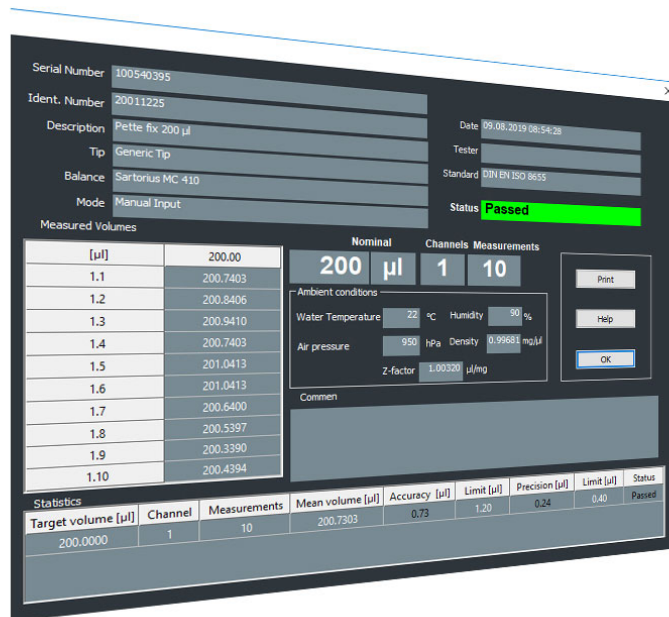 x
Serial Number 100540395
Ident. Number 20011225
Description Pette fix 200 µl
Tip Generic Tip
Balance Sartorius MC 410
Mode Manual Input
Date 09.08.2019 08:54:28
Tester
Standard DIN EN ISO 8655
Status Passed
Measured Volumes
[µl] 200.00
1.1 200.7403
1.2 200.8406
1.3 200.9410
1.4 200.7403
1.5 201.0413
1.6 201.0413
1.7 200.6400
1.8 200.5397
1.9 200.3390
1.10 200.4394
Nominal Channels Measurements
200 µl 1 10
Ambient conditions
Water Temperature 22 °C Humidity 90 %
Air pressure 950 hPa Density 0.99681 mg/µl
Z-factor 1.00320 µl/mg
Print
Help
OK
Commen
Statistics
Target volume [µl] Channel Measurements Mean volume [µl] Accuracy [µl] Limit [µl] Precision [µl] Limit [µl] Status
200.0000 1 10 200.7303 0.73 1.20 0.24 0.40 Passed